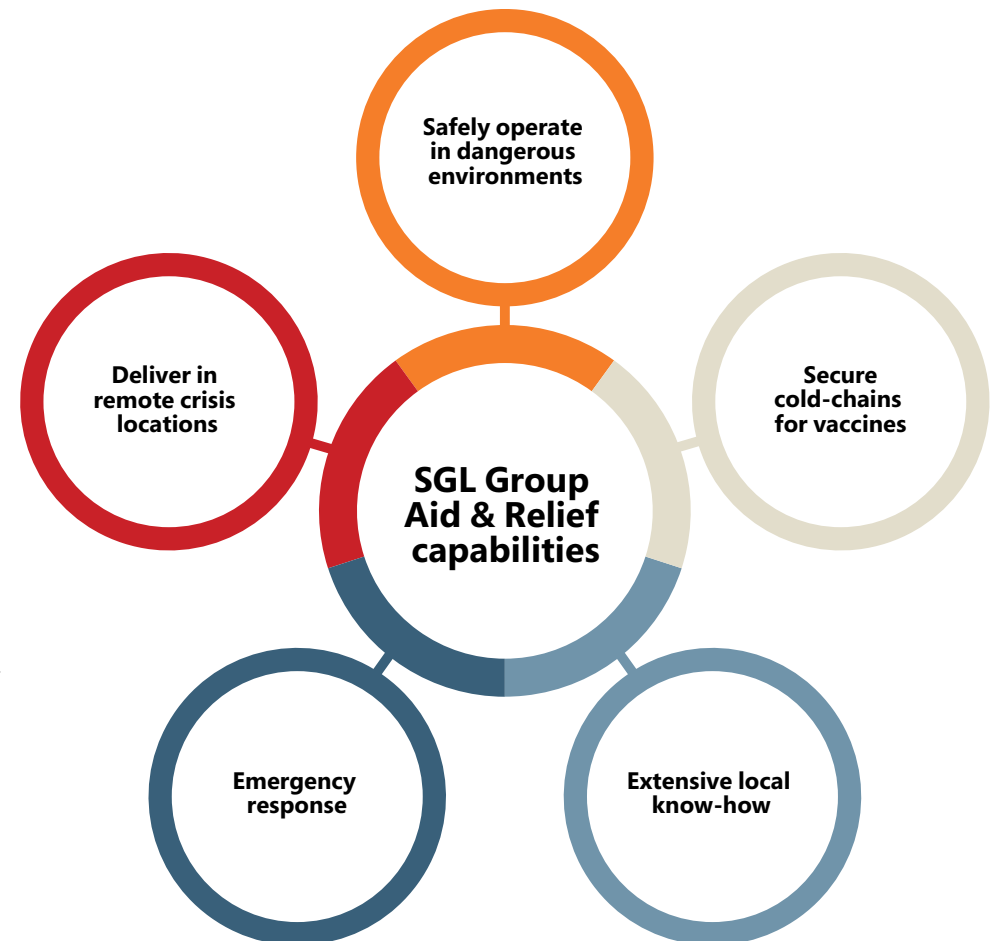 Safely operate
in dangerous
environments
Deliver in
remote crisis
locations
Secure
cold-chains
for vaccines
SGL Group
Aid & Relief
capabilities
Emergency
response
Extensive local
know-how